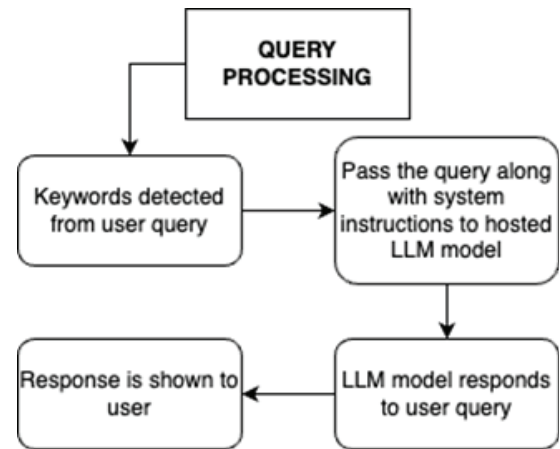 QUERY
PROCESSING
Keywords detected
from user query
Pass the query along
with system
instructions to hosted
LLM model
LLM model responds
to user query
Response is shown to
user